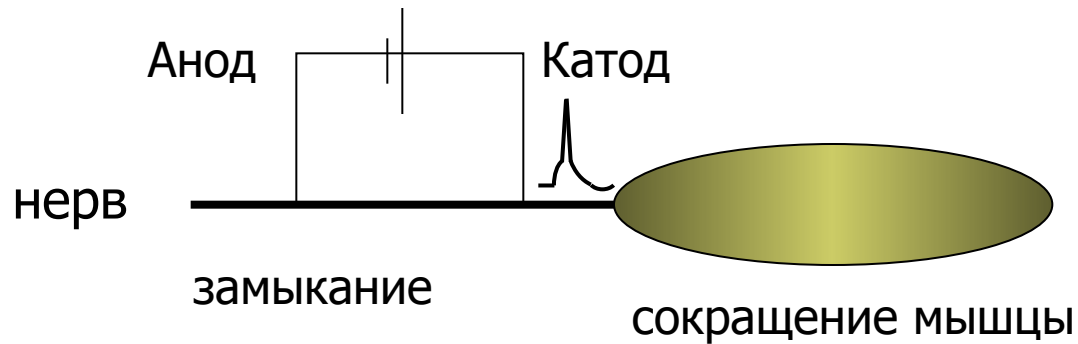 Анод
Катод
нерв
замыкание
сокращение мышцы